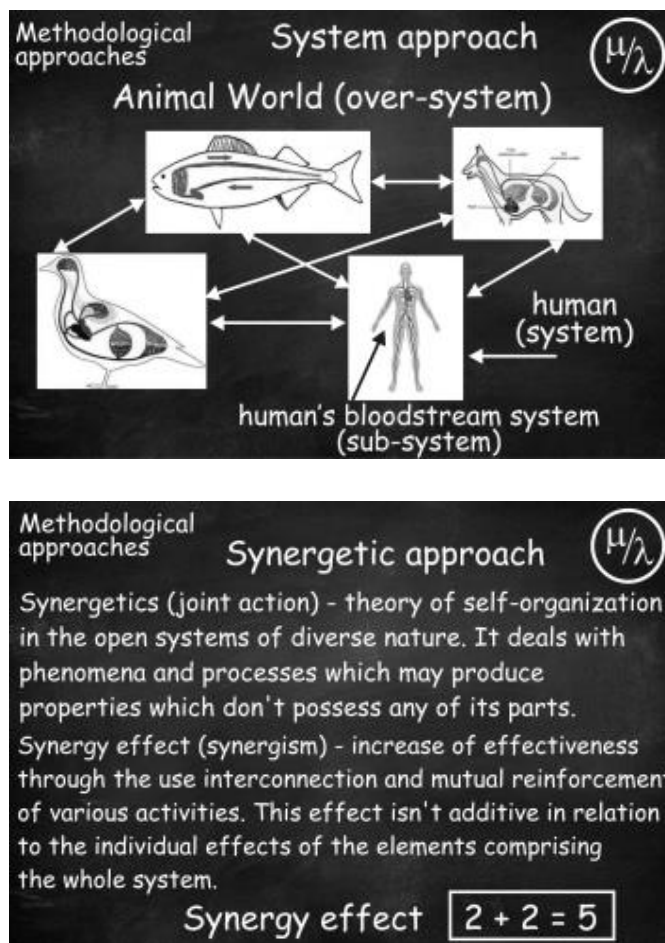 Methodological
approaches
System approach
μ/λ
Animal World (over-system)
human
(system)
human's bloodstream system
(sub-system)
Methodological
approaches
Synergetic approach
μ/λ
Synergetics (joint action) - theory of self-organization
in the open systems of diverse nature. It deals with
phenomena and processes which may produce
properties which don't possess any of its parts.
Synergy effect (synergism) - increase of effectiveness
through the use interconnection and mutual reinforcement
of various activities. This effect isn't additive in relation
to the individual effects of the elements comprising
the whole system.
Synergy effect 2 + 2 = 5